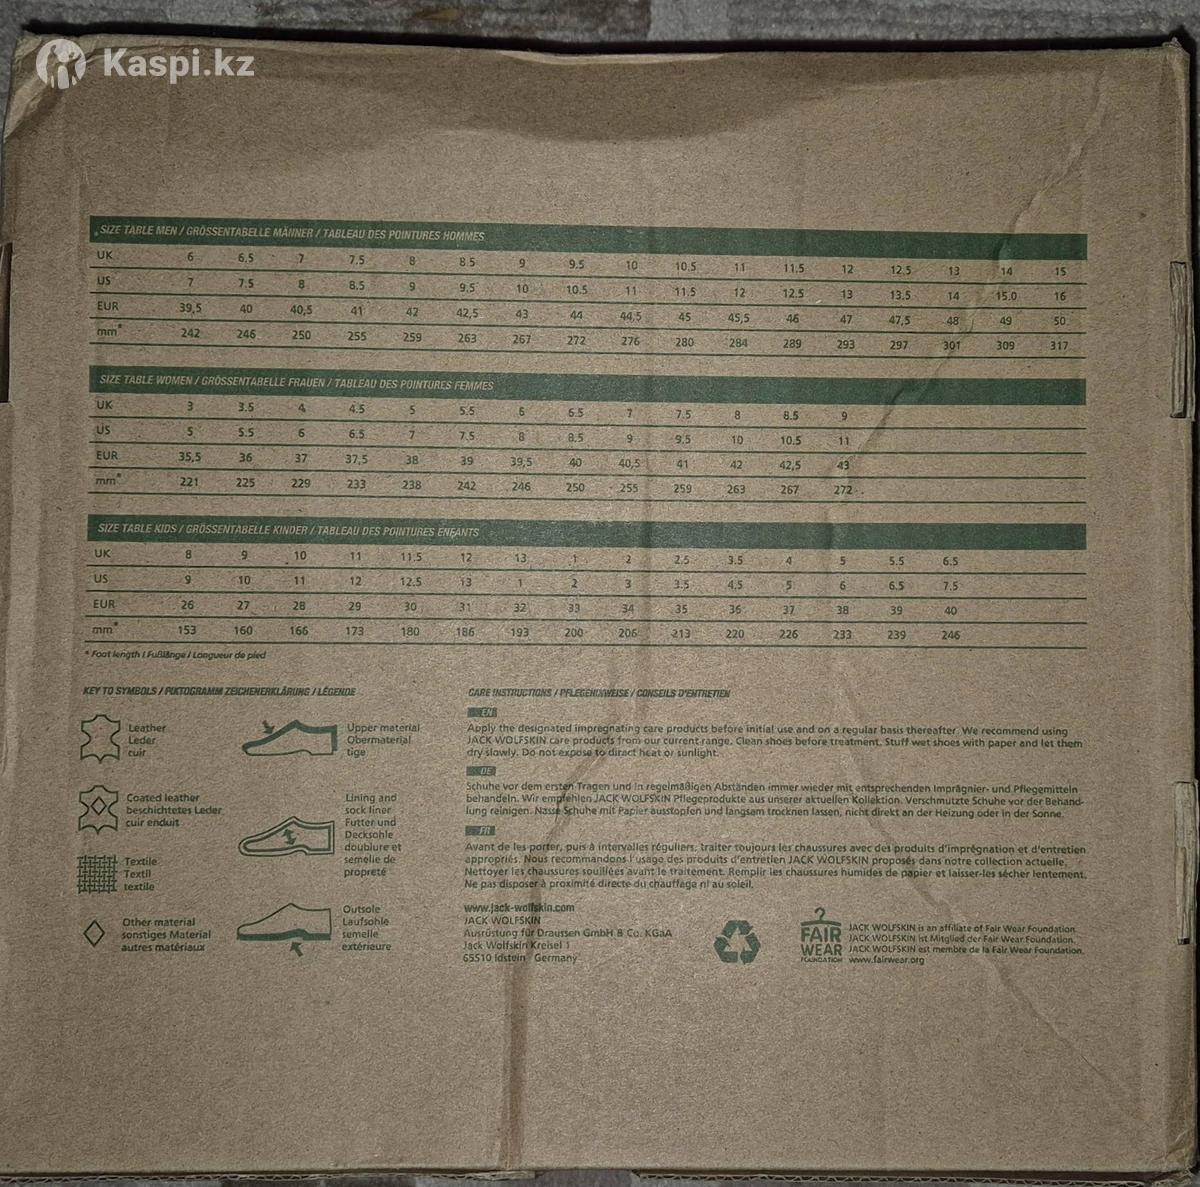 Kaspi.kz
SIZE TABLE MEN / GRÖSSENTABELLE MÄNNER / TABLEAU DES POINTURES HOMMES
UK 6 6.5 7 7.5 8 8.5 9 9.5 10 10.5 11 11.5 12 12.5 13 14 15
US 7 7.5 8 8.5 9 9.5 10 10.5 11 11.5 12 12.5 13 13.5 14 15.0 16
EUR 39,5 40 40,5 41 42 42,5 43 44 44,5 45 45,5 46 47 47,5 48 49 50
mm* 242 246 250 255 259 263 267 272 276 280 284 289 293 297 301 309 317
SIZE TABLE WOMEN / GRÖSSENTABELLE FRAUEN / TABLEAU DES POINTURES FEMMES
UK 3 3.5 4 4.5 5 5.5 6 6.5 7 7.5 8 8.5 9
US 5 5.5 6 6.5 7 7.5 8 8.5 9 9.5 10 10.5 11
EUR 35,5 36 37 37,5 38 39 39,5 40 40,5 41 42 42,5 43
mm* 221 225 229 233 238 242 246 250 255 259 263 267 272
SIZE TABLE KIDS / GRÖSSENTABELLE KINDER / TABLEAU DES POINTURES ENFANTS
UK 8 9 10 11 11.5 12 13 1 2 2.5 3.5 4 5 5.5 6.5
US 9 10 11 12 12.5 13 1 2 3 3.5 4.5 5 6 6.5 7.5
EUR 26 27 28 29 30 31 32 33 34 35 36 37 38 39 40
mm* 153 160 166 173 180 186 193 200 206 213 220 226 233 239 246
* Foot length / Fußlänge / Longueur de pied
KEY TO SYMBOLS / PIKTOGRAMM ZEICHENERKLÄRUNG / LÉGENDE
Leather
Leder
cuir
Upper material
Obermaterial
tige
Coated leather
beschichtetes Leder
cuir enduit
Lining and
sock liner
Futter und
Decksohle
doublure et
semelle de
propreté
Textile
Textil
textile
Other material
sonstiges Material
autres matériaux
Outsole
Laufsohle
semelle
extérieure
CARE INSTRUCTIONS / PFLEGEHINWEISE / CONSEILS D'ENTRETIEN
EN
Apply the designated impregnating care products before initial use and on a regular basis thereafter. We recommend using
JACK WOLFSKIN care products from our current range. Clean shoes before treatment. Stuff wet shoes with paper and let them
dry slowly. Do not expose to direct heat or sunlight.
DE
Schuhe vor dem ersten Tragen und in regelmäßigen Abständen immer wieder mit entsprechenden Imprägnier- und Pflegemitteln
behandeln. Wir empfehlen JACK WOLFSKIN Pflegeprodukte aus unserer aktuellen Kollektion. Verschmutzte Schuhe vor der Behand-
lung reinigen. Nasse Schuhe mit Papier ausstopfen und langsam trocknen lassen, nicht direkt an der Heizung oder in der Sonne.
FR
Avant de les porter, puis à intervalles réguliers, traiter toujours les chaussures avec des produits d'imprégnation et d'entretien
appropriés. Nous recommandons l'usage des produits d'entretien JACK WOLFSKIN proposés dans notre collection actuelle.
Nettoyer les chaussures souillées avant le traitement. Remplir les chaussures humides de papier et laisser-les sécher lentement.
Ne pas disposer à proximité directe du chauffage ni au soleil.
www.jack-wolfskin.com
JACK WOLFSKIN
Ausrüstung für Draussen GmbH & Co. KGaA
Jack Wolfskin Kreisel 1
65510 Idstein Germany
FAIR
WEAR
FOUNDATION
JACK WOLFSKIN is an affiliate of Fair Wear Foundation.
JACK WOLFSKIN ist Mitglied der Fair Wear Foundation.
JACK WOLFSKIN est membre de la Fair Wear Foundation.
www.fairwear.org